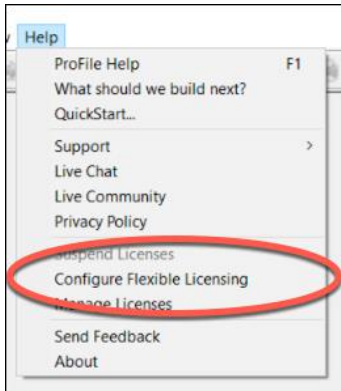 Help
ProFile Help F1
What should we build next?
QuickStart...
Support >
Live Chat
Live Community
Privacy Policy
Suspend Licenses
Configure Flexible Licensing
Manage Licenses
Send Feedback
About